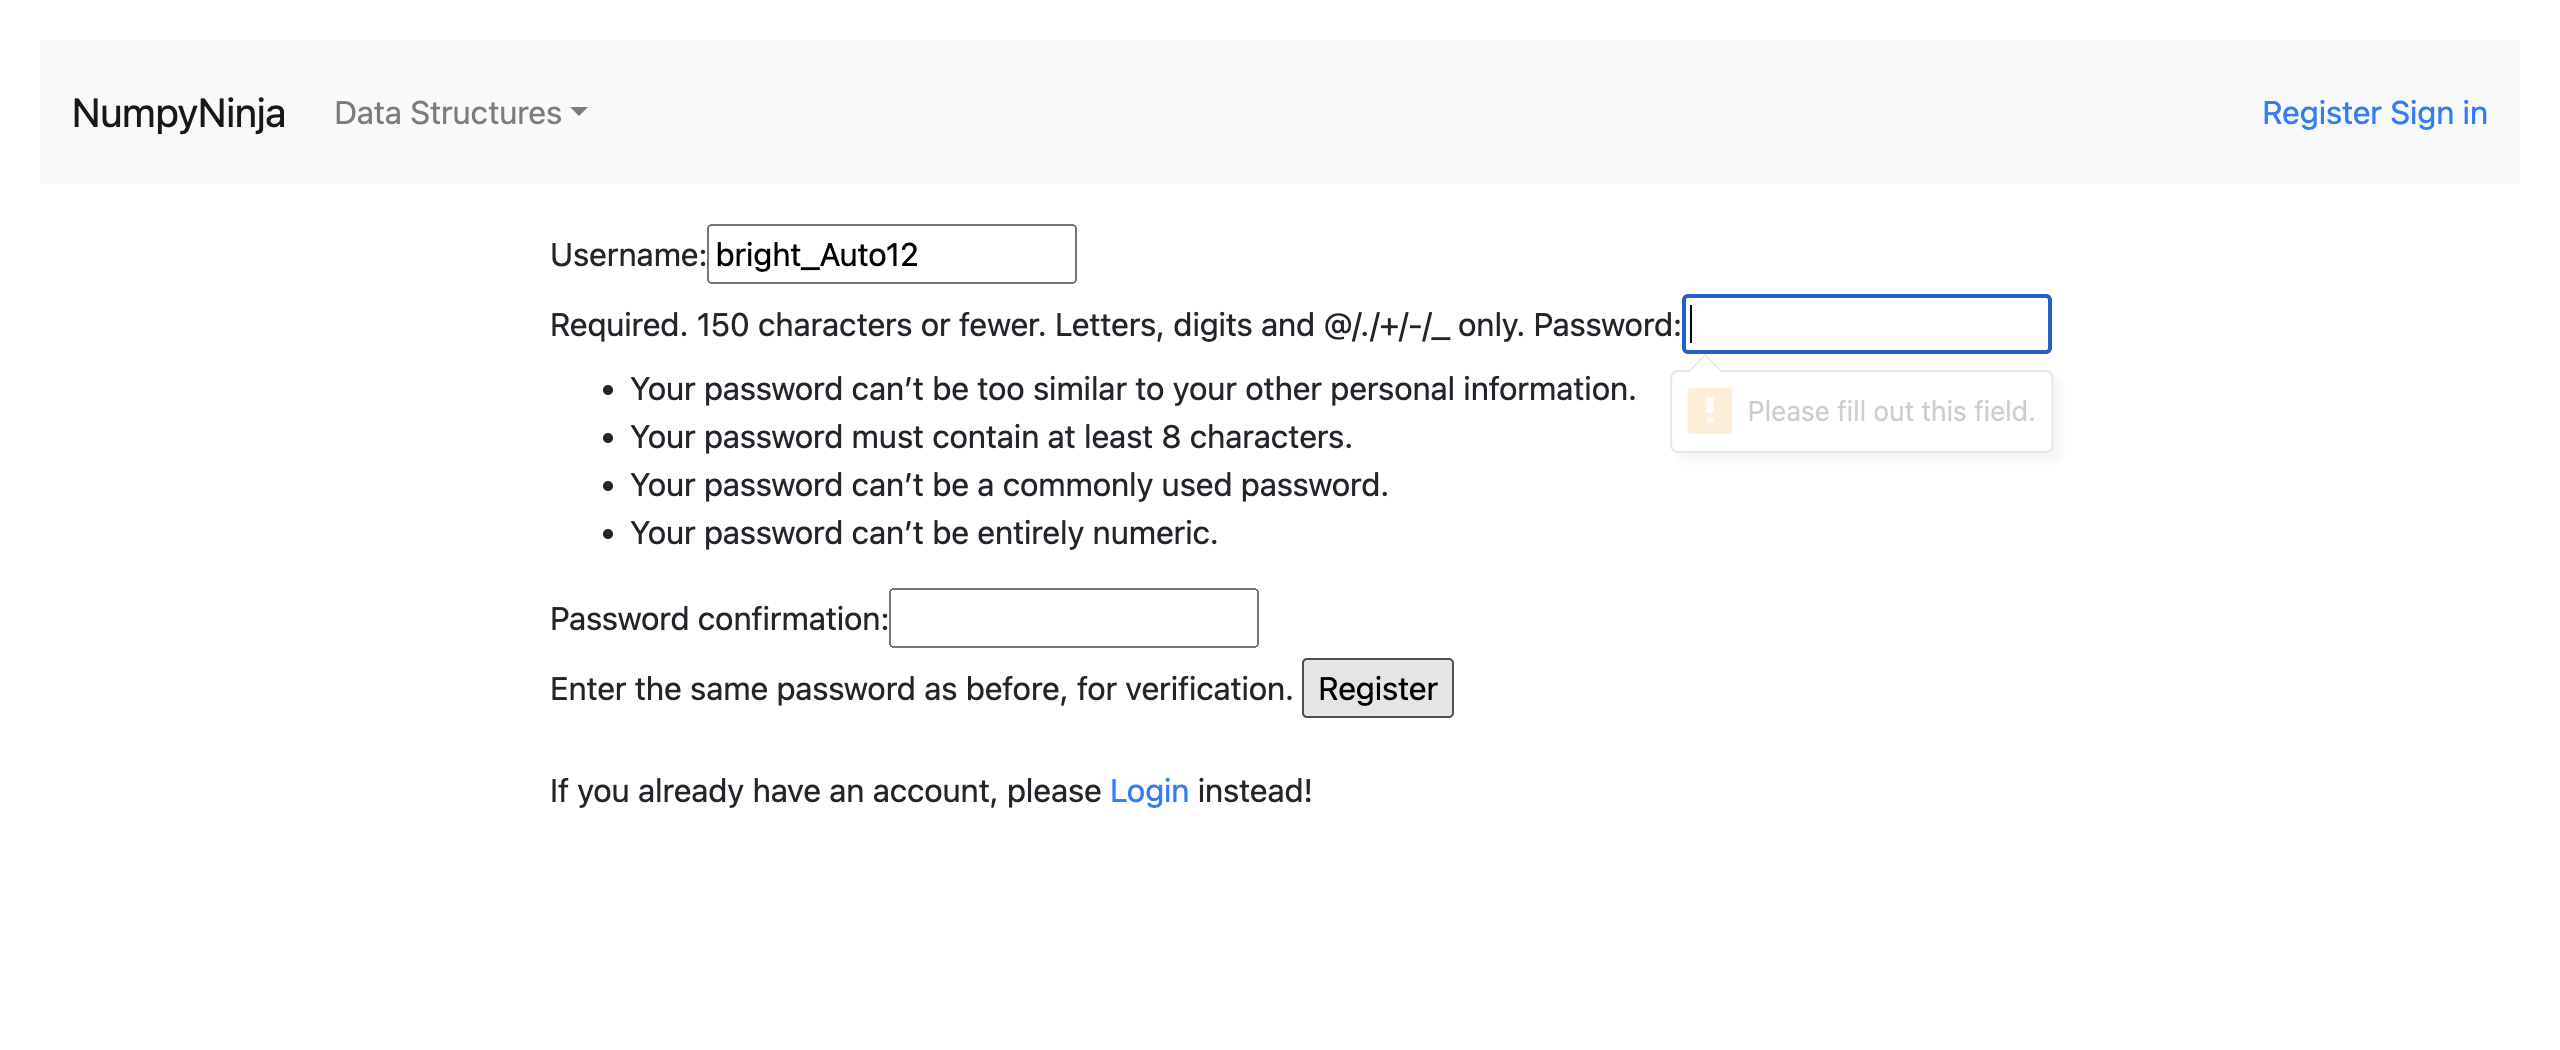 NumpyNinja Data Structures Register Sign in
Username: bright_Auto12
Required. 150 characters or fewer. Letters, digits and @/./+/-/_ only. Password:
• Your password can’t be too similar to your other personal information.
Please fill out this field.
• Your password must contain at least 8 characters.
• Your password can’t be a commonly used password.
• Your password can’t be entirely numeric.
Password confirmation:
Enter the same password as before, for verification. Register
If you already have an account, please Login instead!